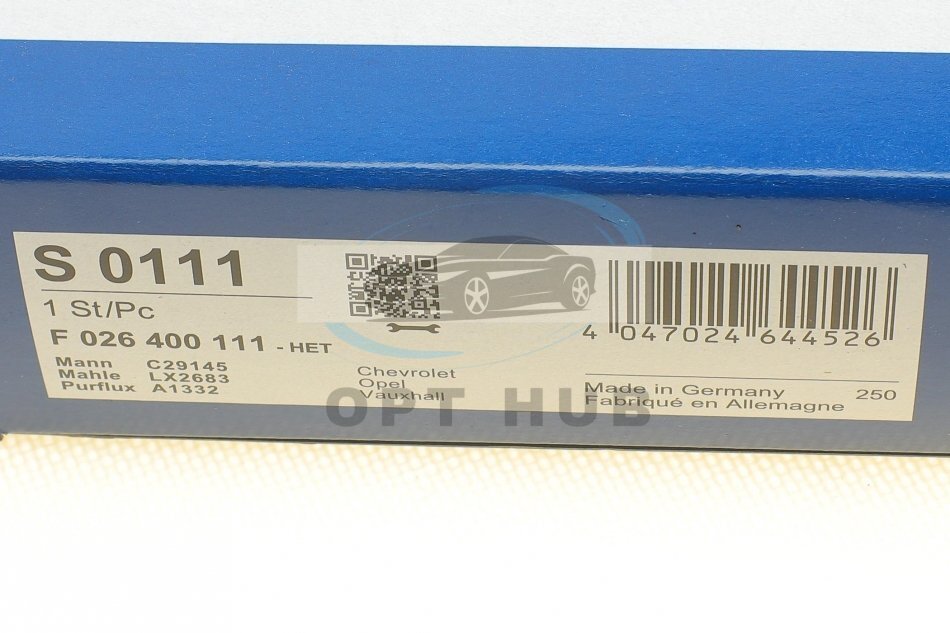 S 0111
1 St/Pc
F 026 400 111 - HET
Mann C29145
Mahle LX2683
Purflux A1332
Chevrolet
Opel
Vauxhall
4 047024 644526
Made in Germany
Fabriqué en Allemagne
250
OPT HUB